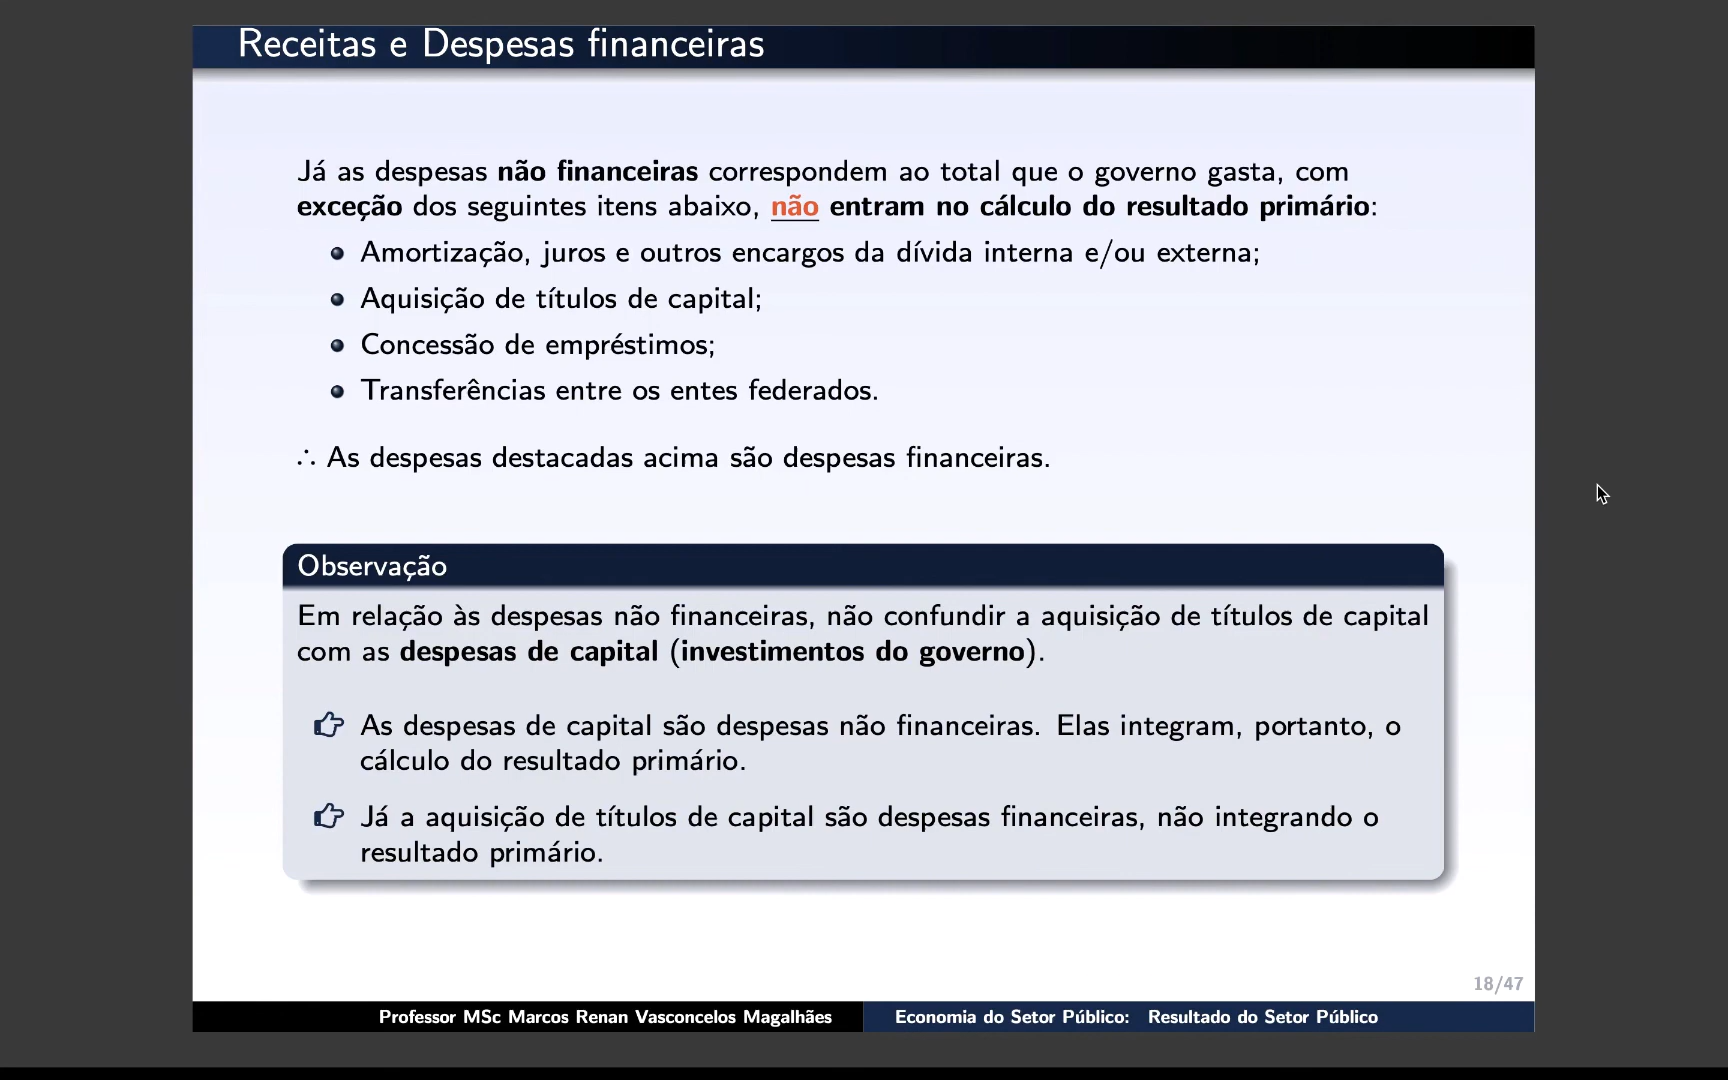 Receitas e Despesas financeiras
Já as despesas não financeiras correspondem ao total que o governo gasta, com
exceção dos seguintes itens abaixo, não entram no cálculo do resultado primário:
Amortização, juros e outros encargos da dívida interna e/ou externa;
Aquisição de títulos de capital;
Concessão de empréstimos;
Transferências entre os entes federados.
∴ As despesas destacadas acima são despesas financeiras.
Observação
Em relação às despesas não financeiras, não confundir a aquisição de títulos de capital
com as despesas de capital (investimentos do governo).
As despesas de capital são despesas não financeiras. Elas integram, portanto, o
cálculo do resultado primário.
Já a aquisição de títulos de capital são despesas financeiras, não integrando o
resultado primário.
18/47
Professor MSc Marcos Renan Vasconcelos Magalhães
Economia do Setor Público: Resultado do Setor Público